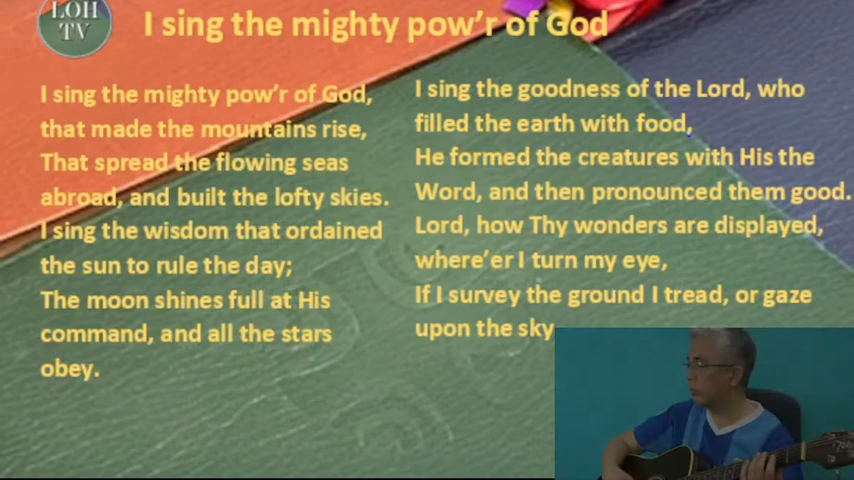 LOH
TV
I sing the mighty pow'r of God
I sing the mighty pow'r of God,
that made the mountains rise,
That spread the flowing seas
abroad, and built the lofty skies.
I sing the wisdom that ordained
the sun to rule the day;
The moon shines full at His
command, and all the stars
obey.
I sing the goodness of the Lord, who
filled the earth with food,
He formed the creatures with His the
Word, and then pronounced them good.
Lord, how Thy wonders are displayed,
where'er I turn my eye,
If I survey the ground I tread, or gaze
upon the sky